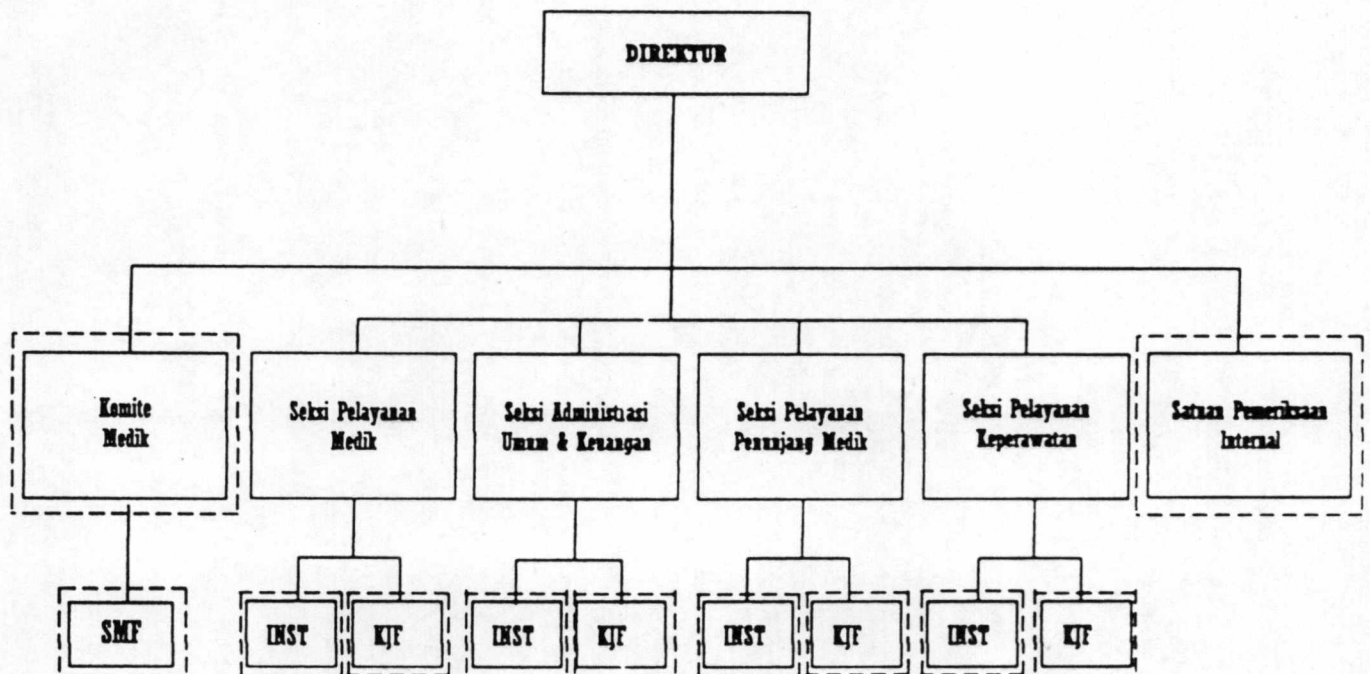 DIREKTUR
Komite
Medik
Seksi Pelayanan
Medik
Seksi Administrasi
Umum & Keuangan
Seksi Pelayanan
Penunjang Medik
Seksi Pelayanan
Keperawatan
Satuan Pemeriksaan
Internal
SMF
INST
KJF
INST
KJF
INST
KJF
INST
KJF